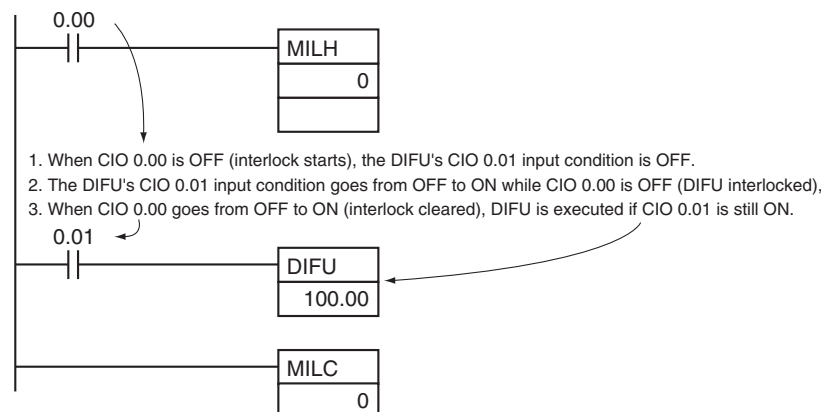 0.00
MILH
0
1. When CIO 0.00 is OFF (interlock starts), the DIFU's CIO 0.01 input condition is OFF.
2. The DIFU's CIO 0.01 input condition goes from OFF to ON while CIO 0.00 is OFF (DIFU interlocked),
3. When CIO 0.00 goes from OFF to ON (interlock cleared), DIFU is executed if CIO 0.01 is still ON.
0.01
DIFU
100.00
MILC
0